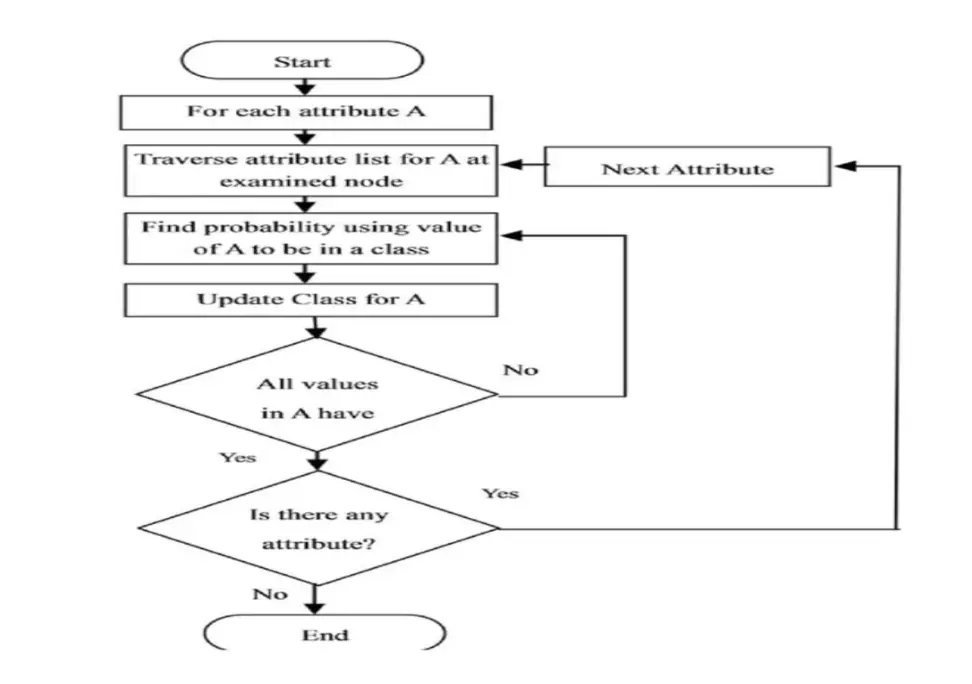 Start
For each attribute A
Traverse attribute list for A at
examined node
Next Attribute
Find probability using value
of A to be in a class
Update Class for A
All values
in A have
No
Yes
Is there any
attribute?
Yes
No
End